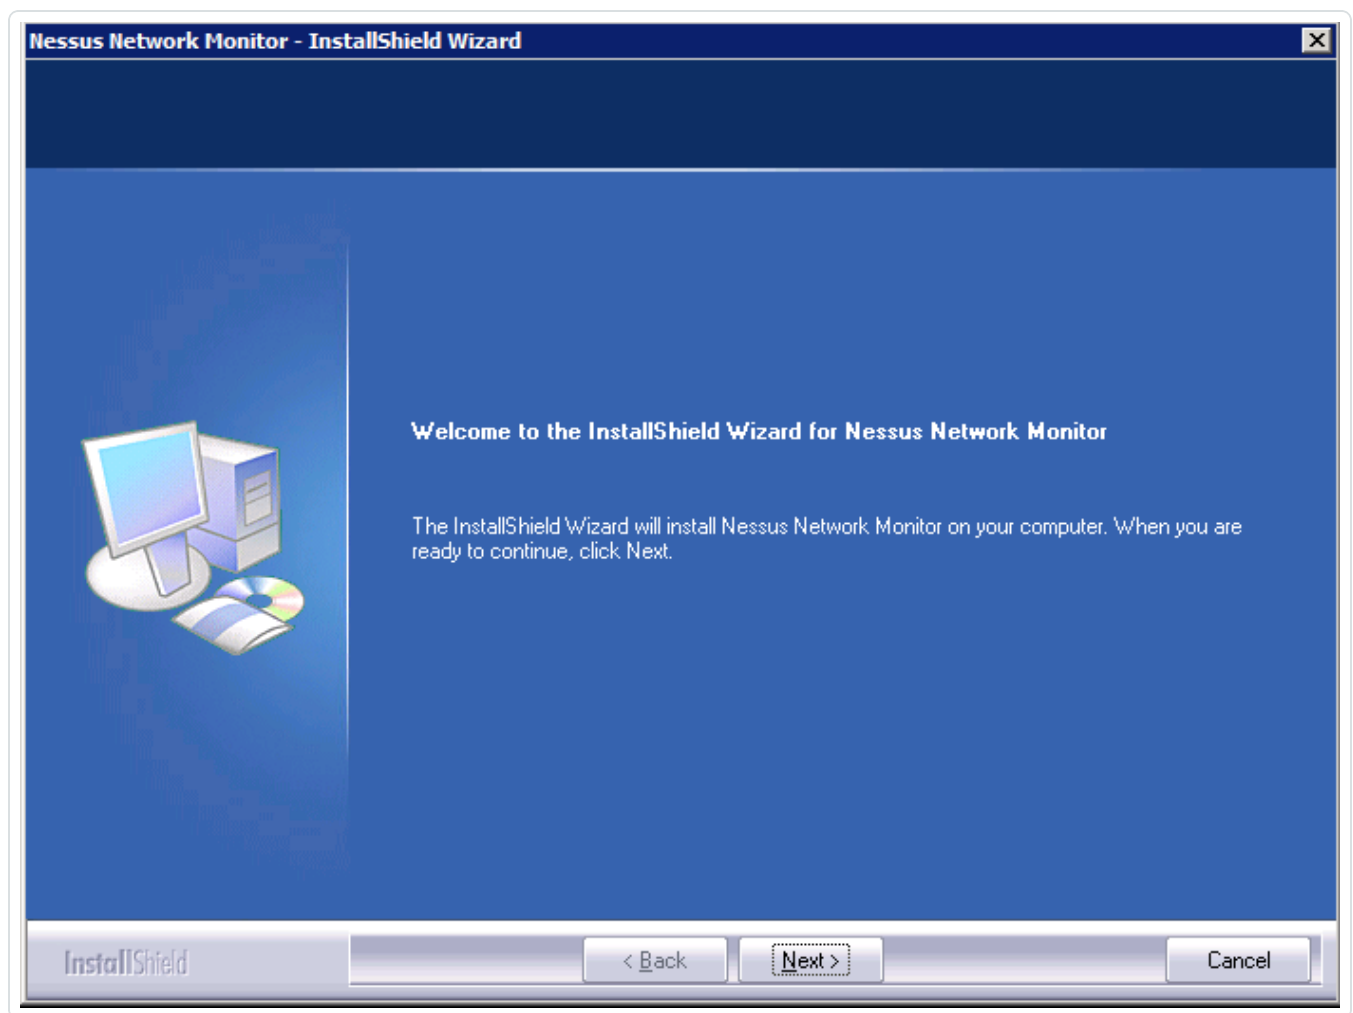 Nessus Network Monitor - InstallShield Wizard
Welcome to the InstallShield Wizard for Nessus Network Monitor
The InstallShield Wizard will install Nessus Network Monitor on your computer. When you are
ready to continue, click Next.
InstallShield
< Back
Next >
Cancel